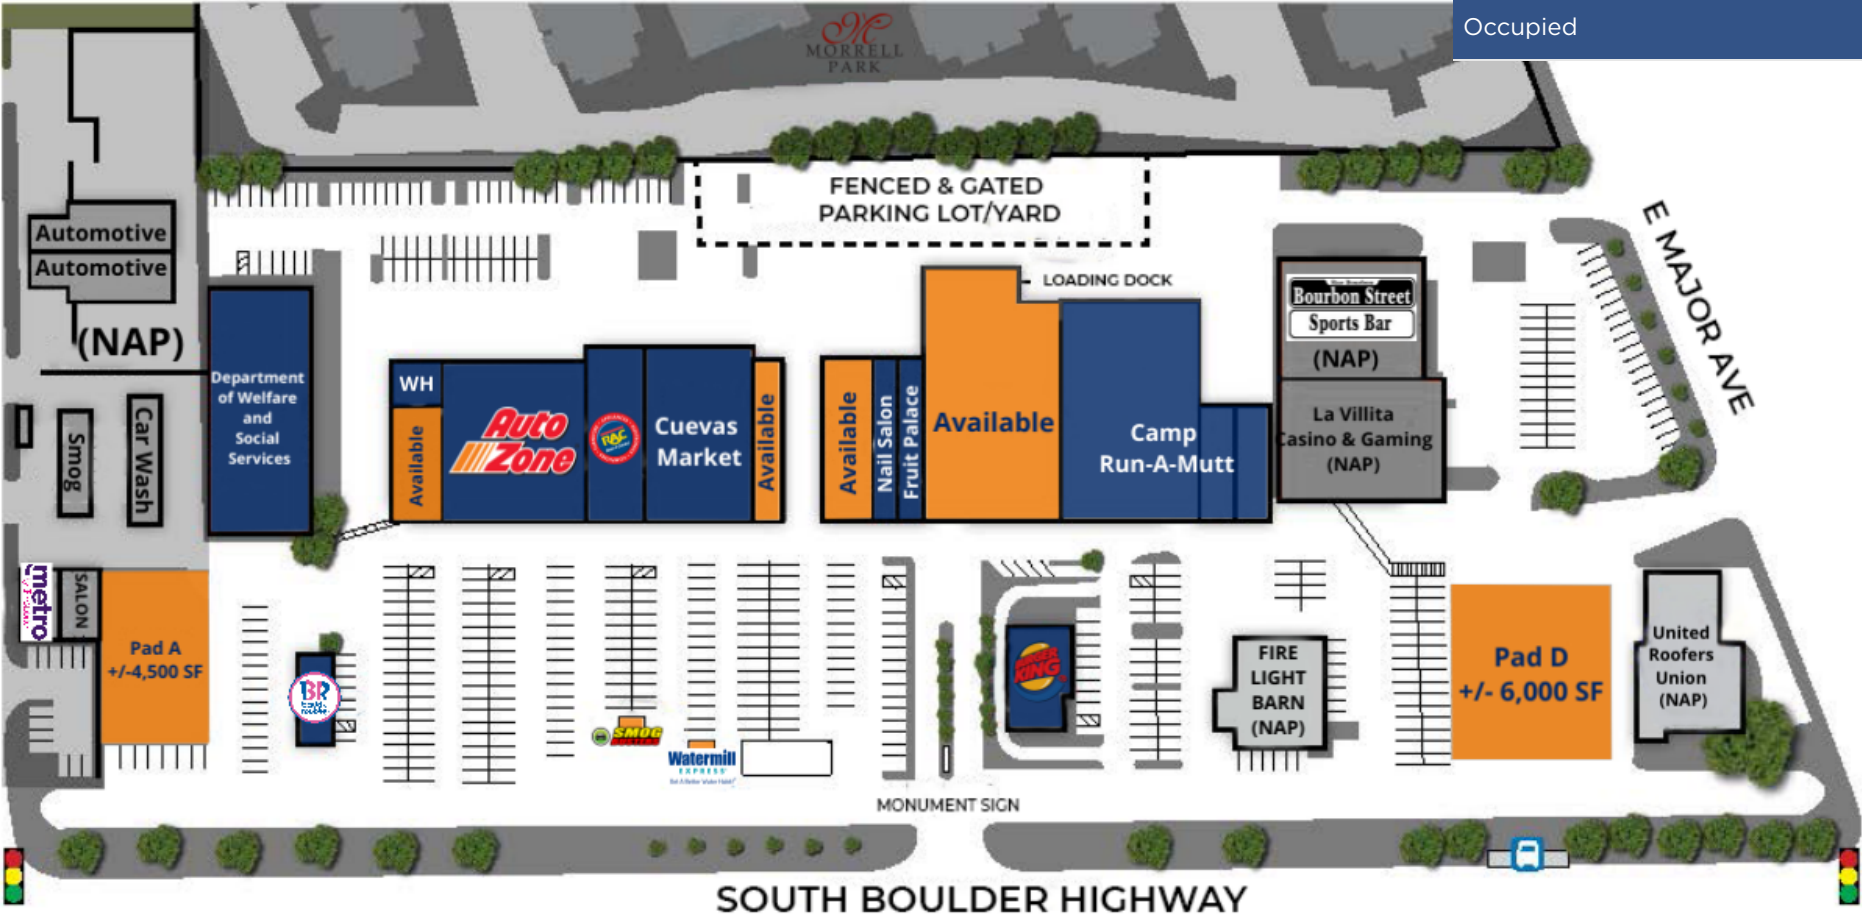 Occupied
M
MORRELL
PARK
FENCED & GATED
PARKING LOT/YARD
E MAJOR AVE
Automotive
Automotive
(NAP)
LOADING DOCK
Bourbon Street
Sports Bar
(NAP)
Department
of Welfare
and
Social
Services
WH
Available
Auto
Zone
RAC
Cuevas
Market
Available
Available
Nail Salon
Fruit Palace
Available
Camp
Run-A-Mutt
La Villita
Casino & Gaming
(NAP)
Smog
Car Wash
metro
SALON
Pad A
+/-4,500 SF
BR
SMOG
Watermill
EXPRESS
BURGER
KING
FIRE
LIGHT
BARN
(NAP)
Pad D
+/- 6,000 SF
United
Roofers
Union
(NAP)
MONUMENT SIGN
SOUTH BOULDER HIGHWAY